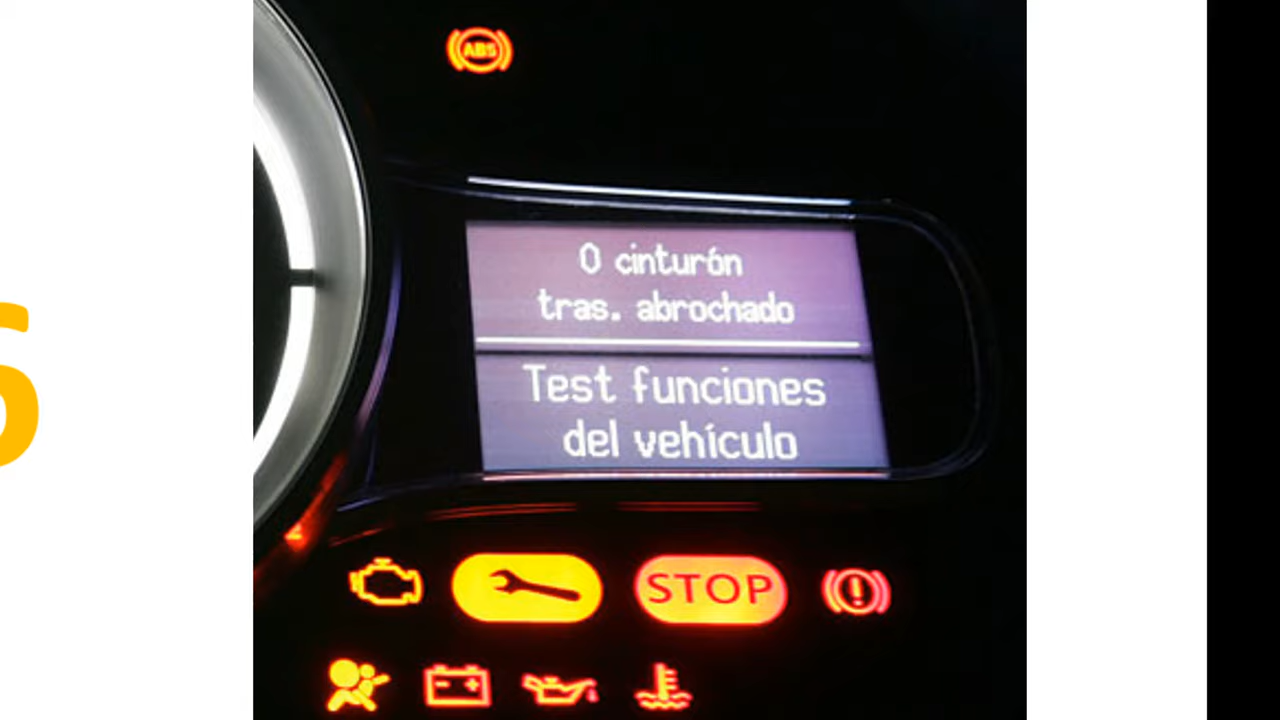 ABS
0 cinturón
tras. abrochado
Test funciones
del vehículo
STOP